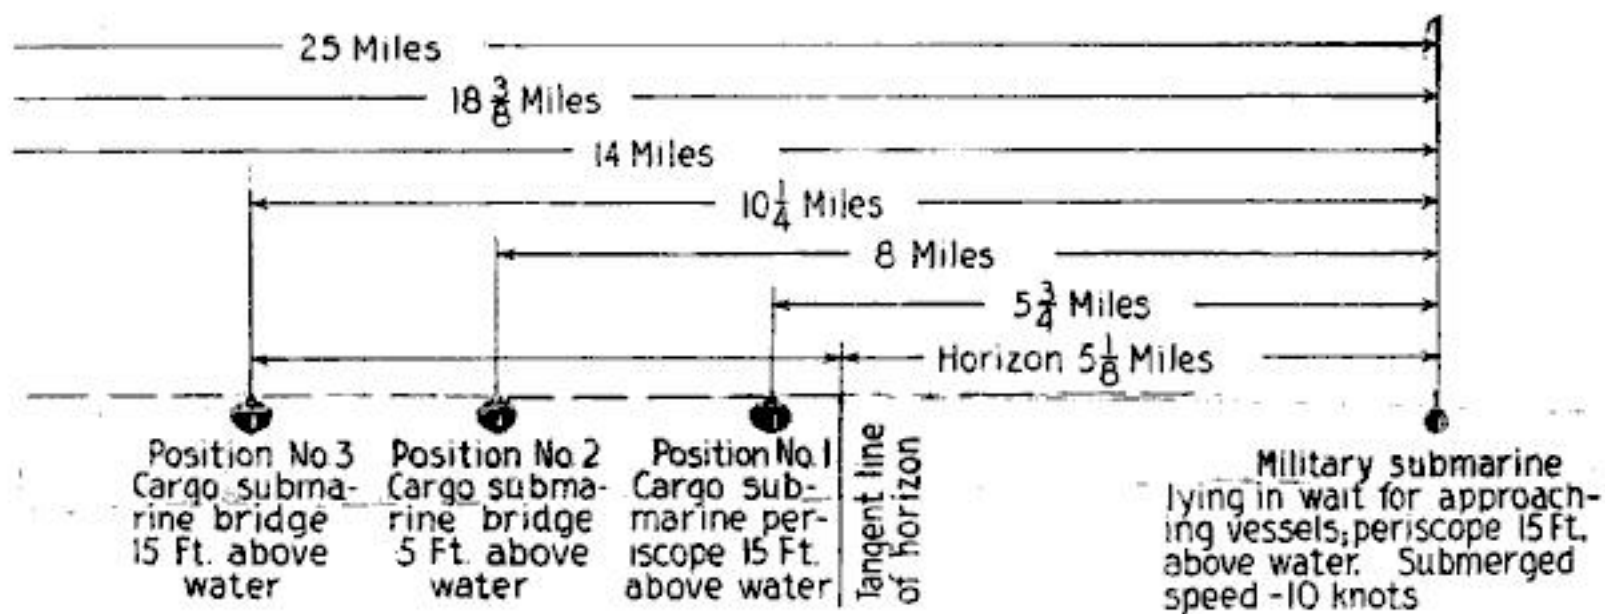 25 Miles
18 3/8 Miles
14 Miles
10 1/4 Miles
8 Miles
5 3/4 Miles
Horizon 5 1/8 Miles
Position No. 3
Cargo subma-
rine bridge
15 Ft. above
water
Position No. 2
Cargo subma-
rine bridge
5 Ft. above
water
Position No. 1
Cargo sub-
marine per-
iscope 15 Ft.
above water
Tangent line
of horizon
Military submarine
lying in wait for approach-
ing vessels; periscope 15 Ft.
above water. Submerged
speed - 10 knots